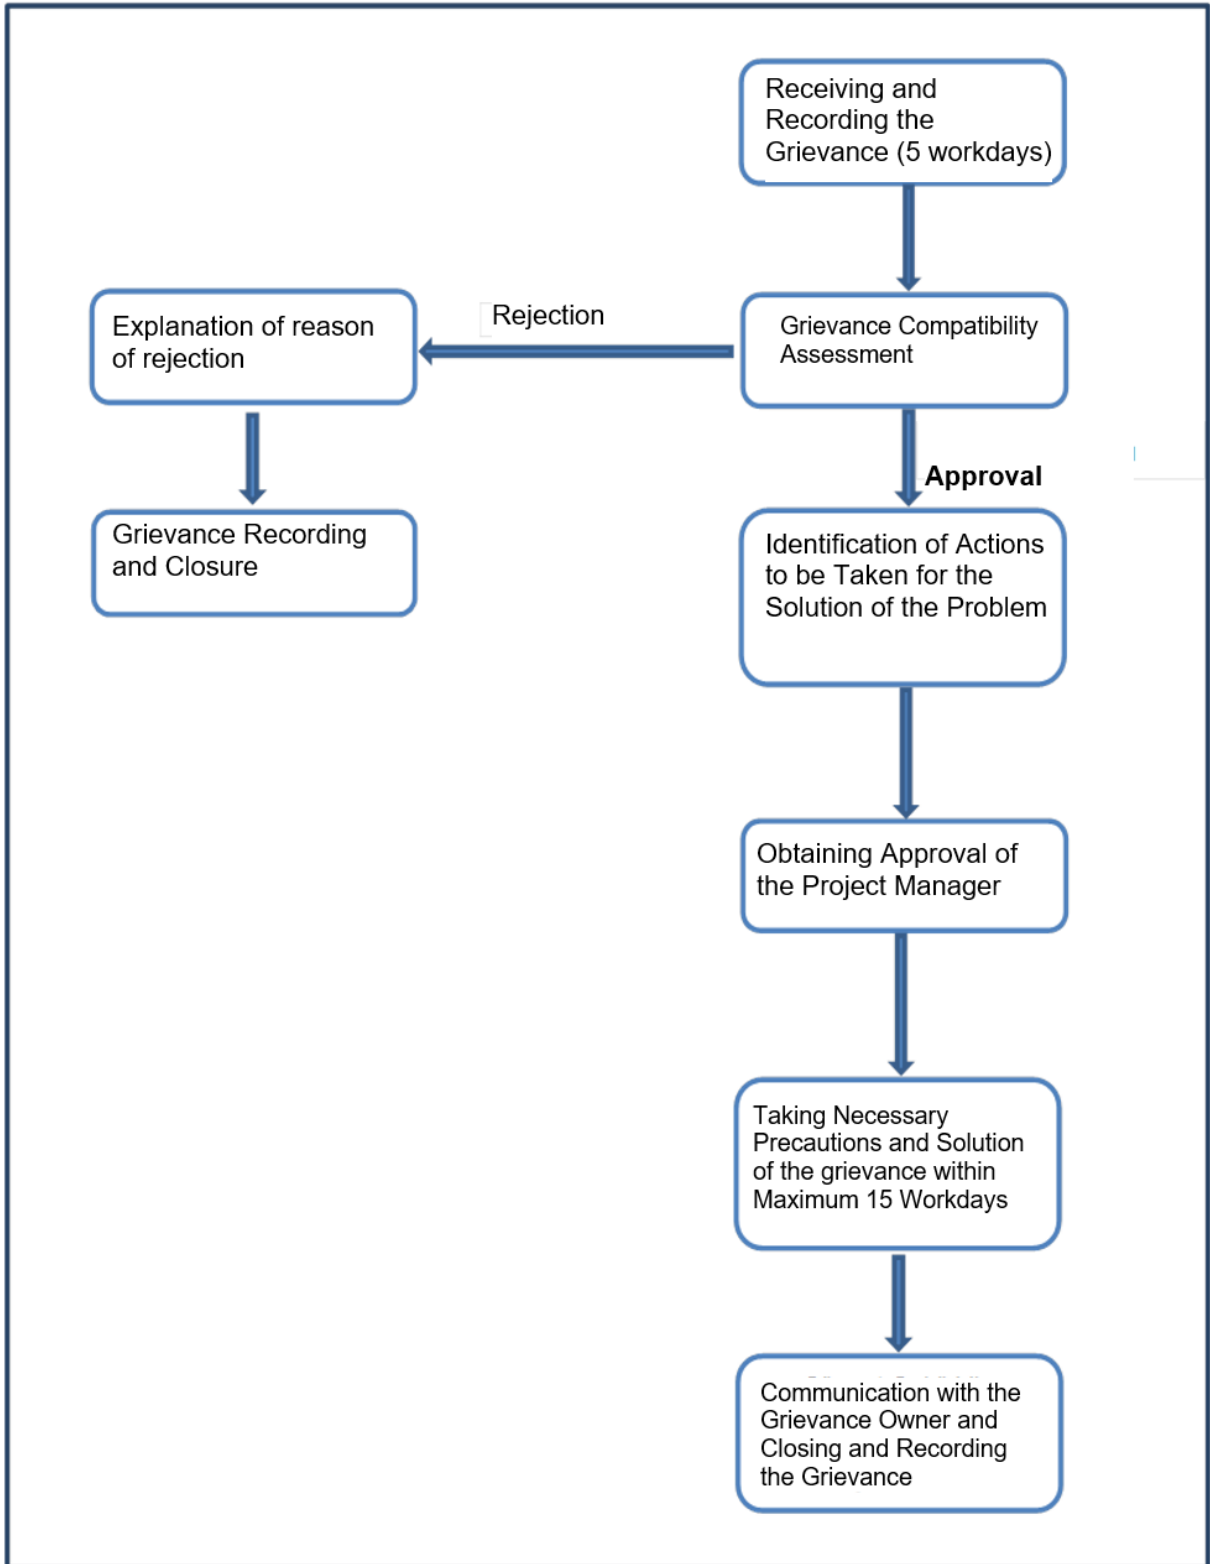 Receiving and
Recording the
Grievance (5 workdays)
Rejection
Explanation of reason
of rejection
Grievance Compatibility
Assessment
Approval
Grievance Recording
and Closure
Identification of Actions
to be Taken for the
Solution of the Problem
Obtaining Approval of
the Project Manager
Taking Necessary
Precautions and Solution
of the grievance within
Maximum 15 Workdays
Communication with the
Grievance Owner and
Closing and Recording
the Grievance